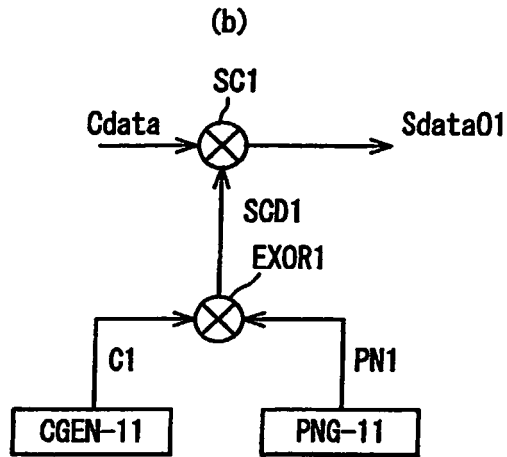 (b)
SC1
Cdata
Sdata01
SCD1
EXOR1
C1
PN1
CGEN-11
PNG-11